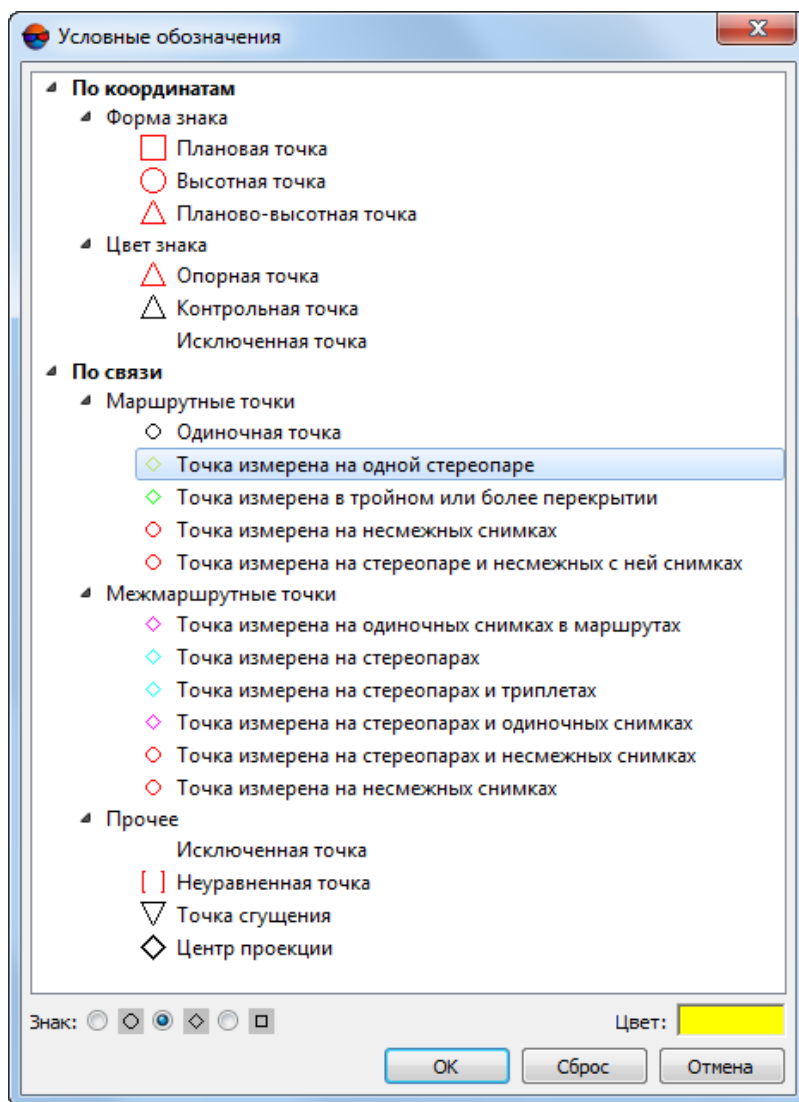 Условные обозначения
По координатам
Форма знака
Плановая точка
Высотная точка
Планово-высотная точка
Цвет знака
Опорная точка
Контрольная точка
Исключенная точка
По связи
Маршрутные точки
Одиночная точка
Точка измерена на одной стереопаре
Точка измерена в тройном или более перекрытии
Точка измерена на несмежных снимках
Точка измерена на стереопаре и несмежных с ней снимках
Межмаршрутные точки
Точка измерена на одиночных снимках в маршрутах
Точка измерена на стереопарах
Точка измерена на стереопарах и триплетах
Точка измерена на стереопарах и одиночных снимках
Точка измерена на стереопарах и несмежных снимках
Точка измерена на несмежных снимках
Прочее
Исключенная точка
Неуравненная точка
Точка сгущения
Центр проекции
Знак: Цвет:
ОК Сброс Отмена